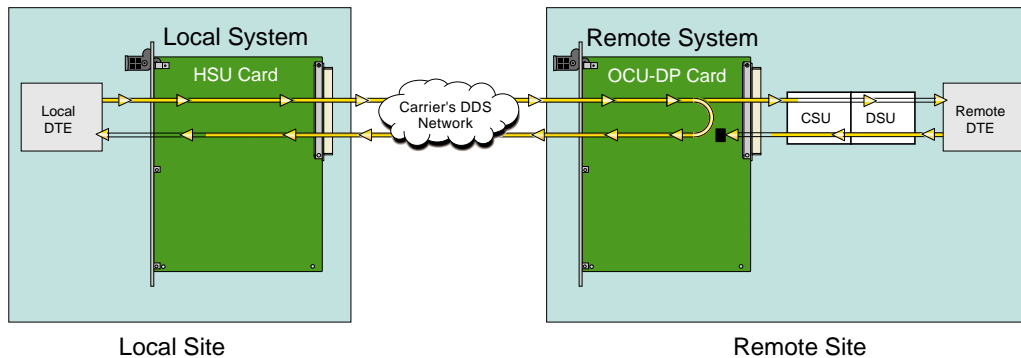 Local System
Remote System
HSU Card
OCU-DP Card
Local
DTE
Carrier's DDS
Network
CSU
DSU
Remote
DTE
Local Site
Remote Site